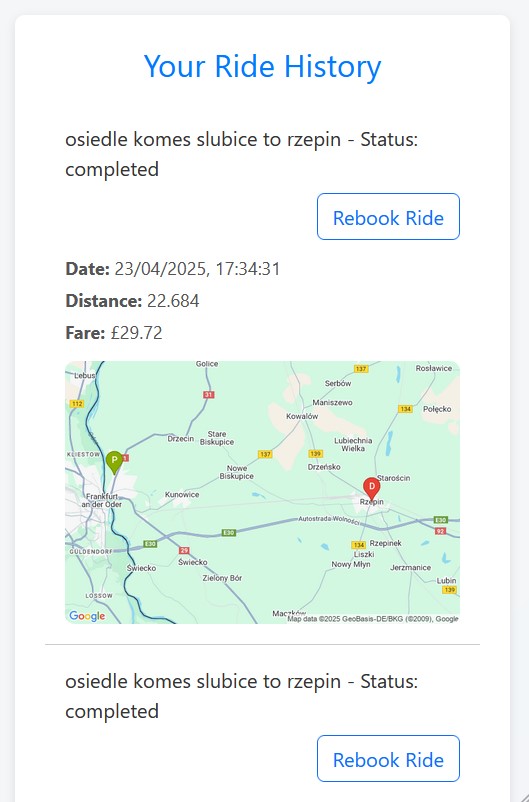 Your Ride History
osiedle komes slubice to rzepin - Status:
completed
Rebook Ride
Date: 23/04/2025, 17:34:31
Distance: 22.684
Fare: £29.72
Golice
Lebus
137
Rosławice
Serbów
31
112
Maniszewo
134
Połęcko
Kowalów
Drzecin
Stare
Biskupice
Lubiechnia
Wielka
KLIESTOW
P
137
139
Drzeńsko
Nowe
Biskupice
Starościn
D
Kunowice
Frankfurt
an der Oder
Rzepin
Autostrada Wolności
E30
92
E30
E30
29
GÜLDENDORF
134
Rzepinek
Liszki
Świecko
Świecko
Nowy Młyn
Jerzmanice
Zielony Bór
Lubin
139
LOSSOW
Maczków
Google
Map data ©2025 GeoBasis-DE/BKG (©2009), Google
osiedle komes slubice to rzepin - Status:
completed
Rebook Ride